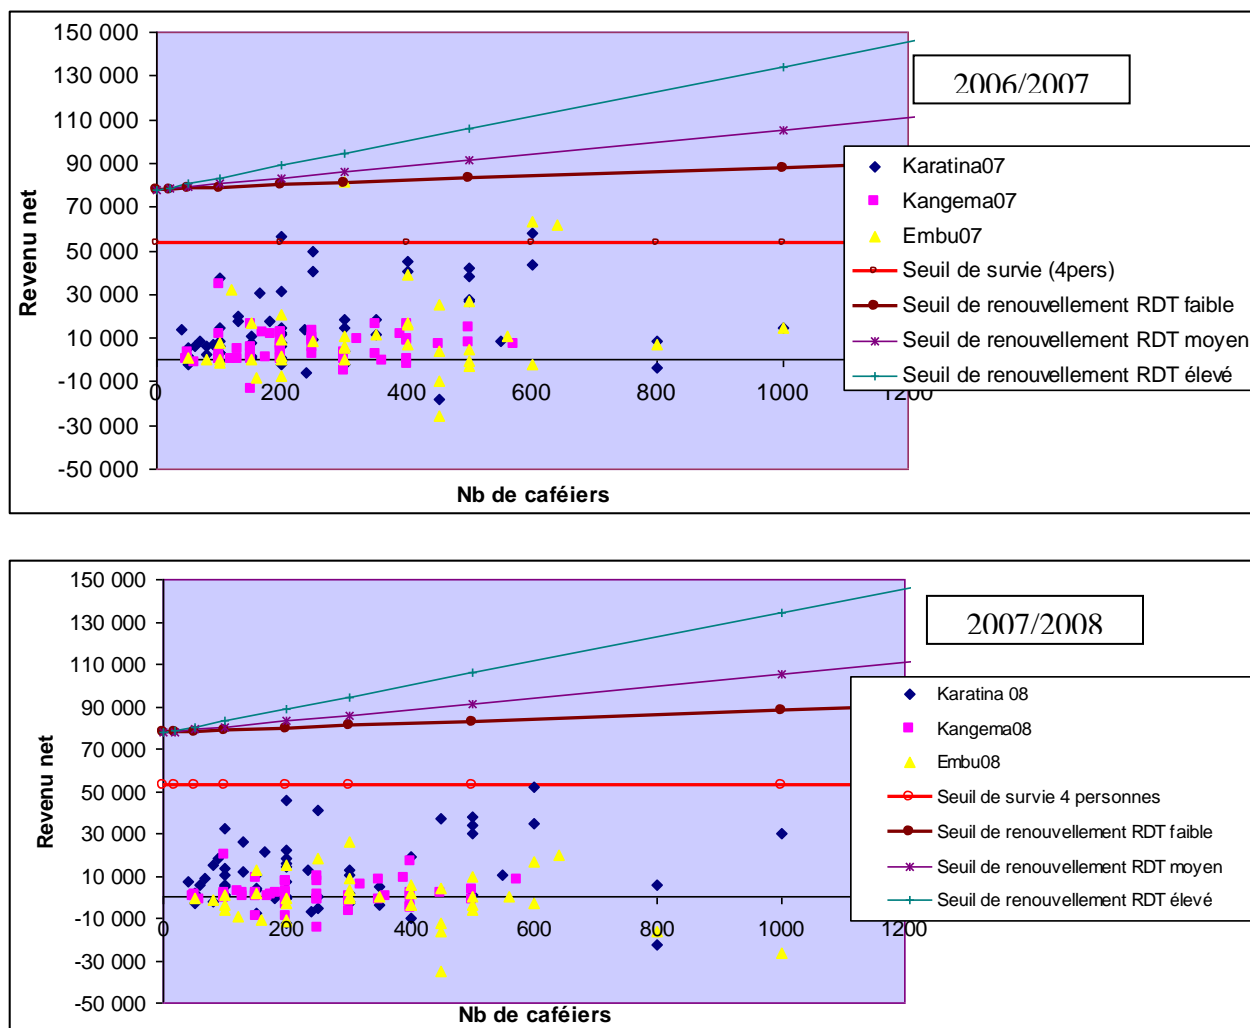 150 000
130 000
110 000
90 000
70 000
50 000
30 000
10 000
-10 000
-30 000
-50 000
Revenu net
0
200
400
600
800
1000
1200
Nb de caféiers
2006/2007
Karatina07
Kangema07
Embu07
Seuil de survie (4pers)
Seuil de renouvellement RDT faible
Seuil de renouvellement RDT moyen
Seuil de renouvellement RDT élevé
150 000
130 000
110 000
90 000
70 000
50 000
30 000
10 000
-10 000
-30 000
-50 000
Revenu net
0
200
400
600
800
1000
1200
Nb de caféiers
2007/2008
Karatina 08
Kangema08
Embu08
Seuil de survie 4 personnes
Seuil de renouvellement RDT faible
Seuil de renouvellement RDT moyen
Seuil de renouvellement RDT élevé